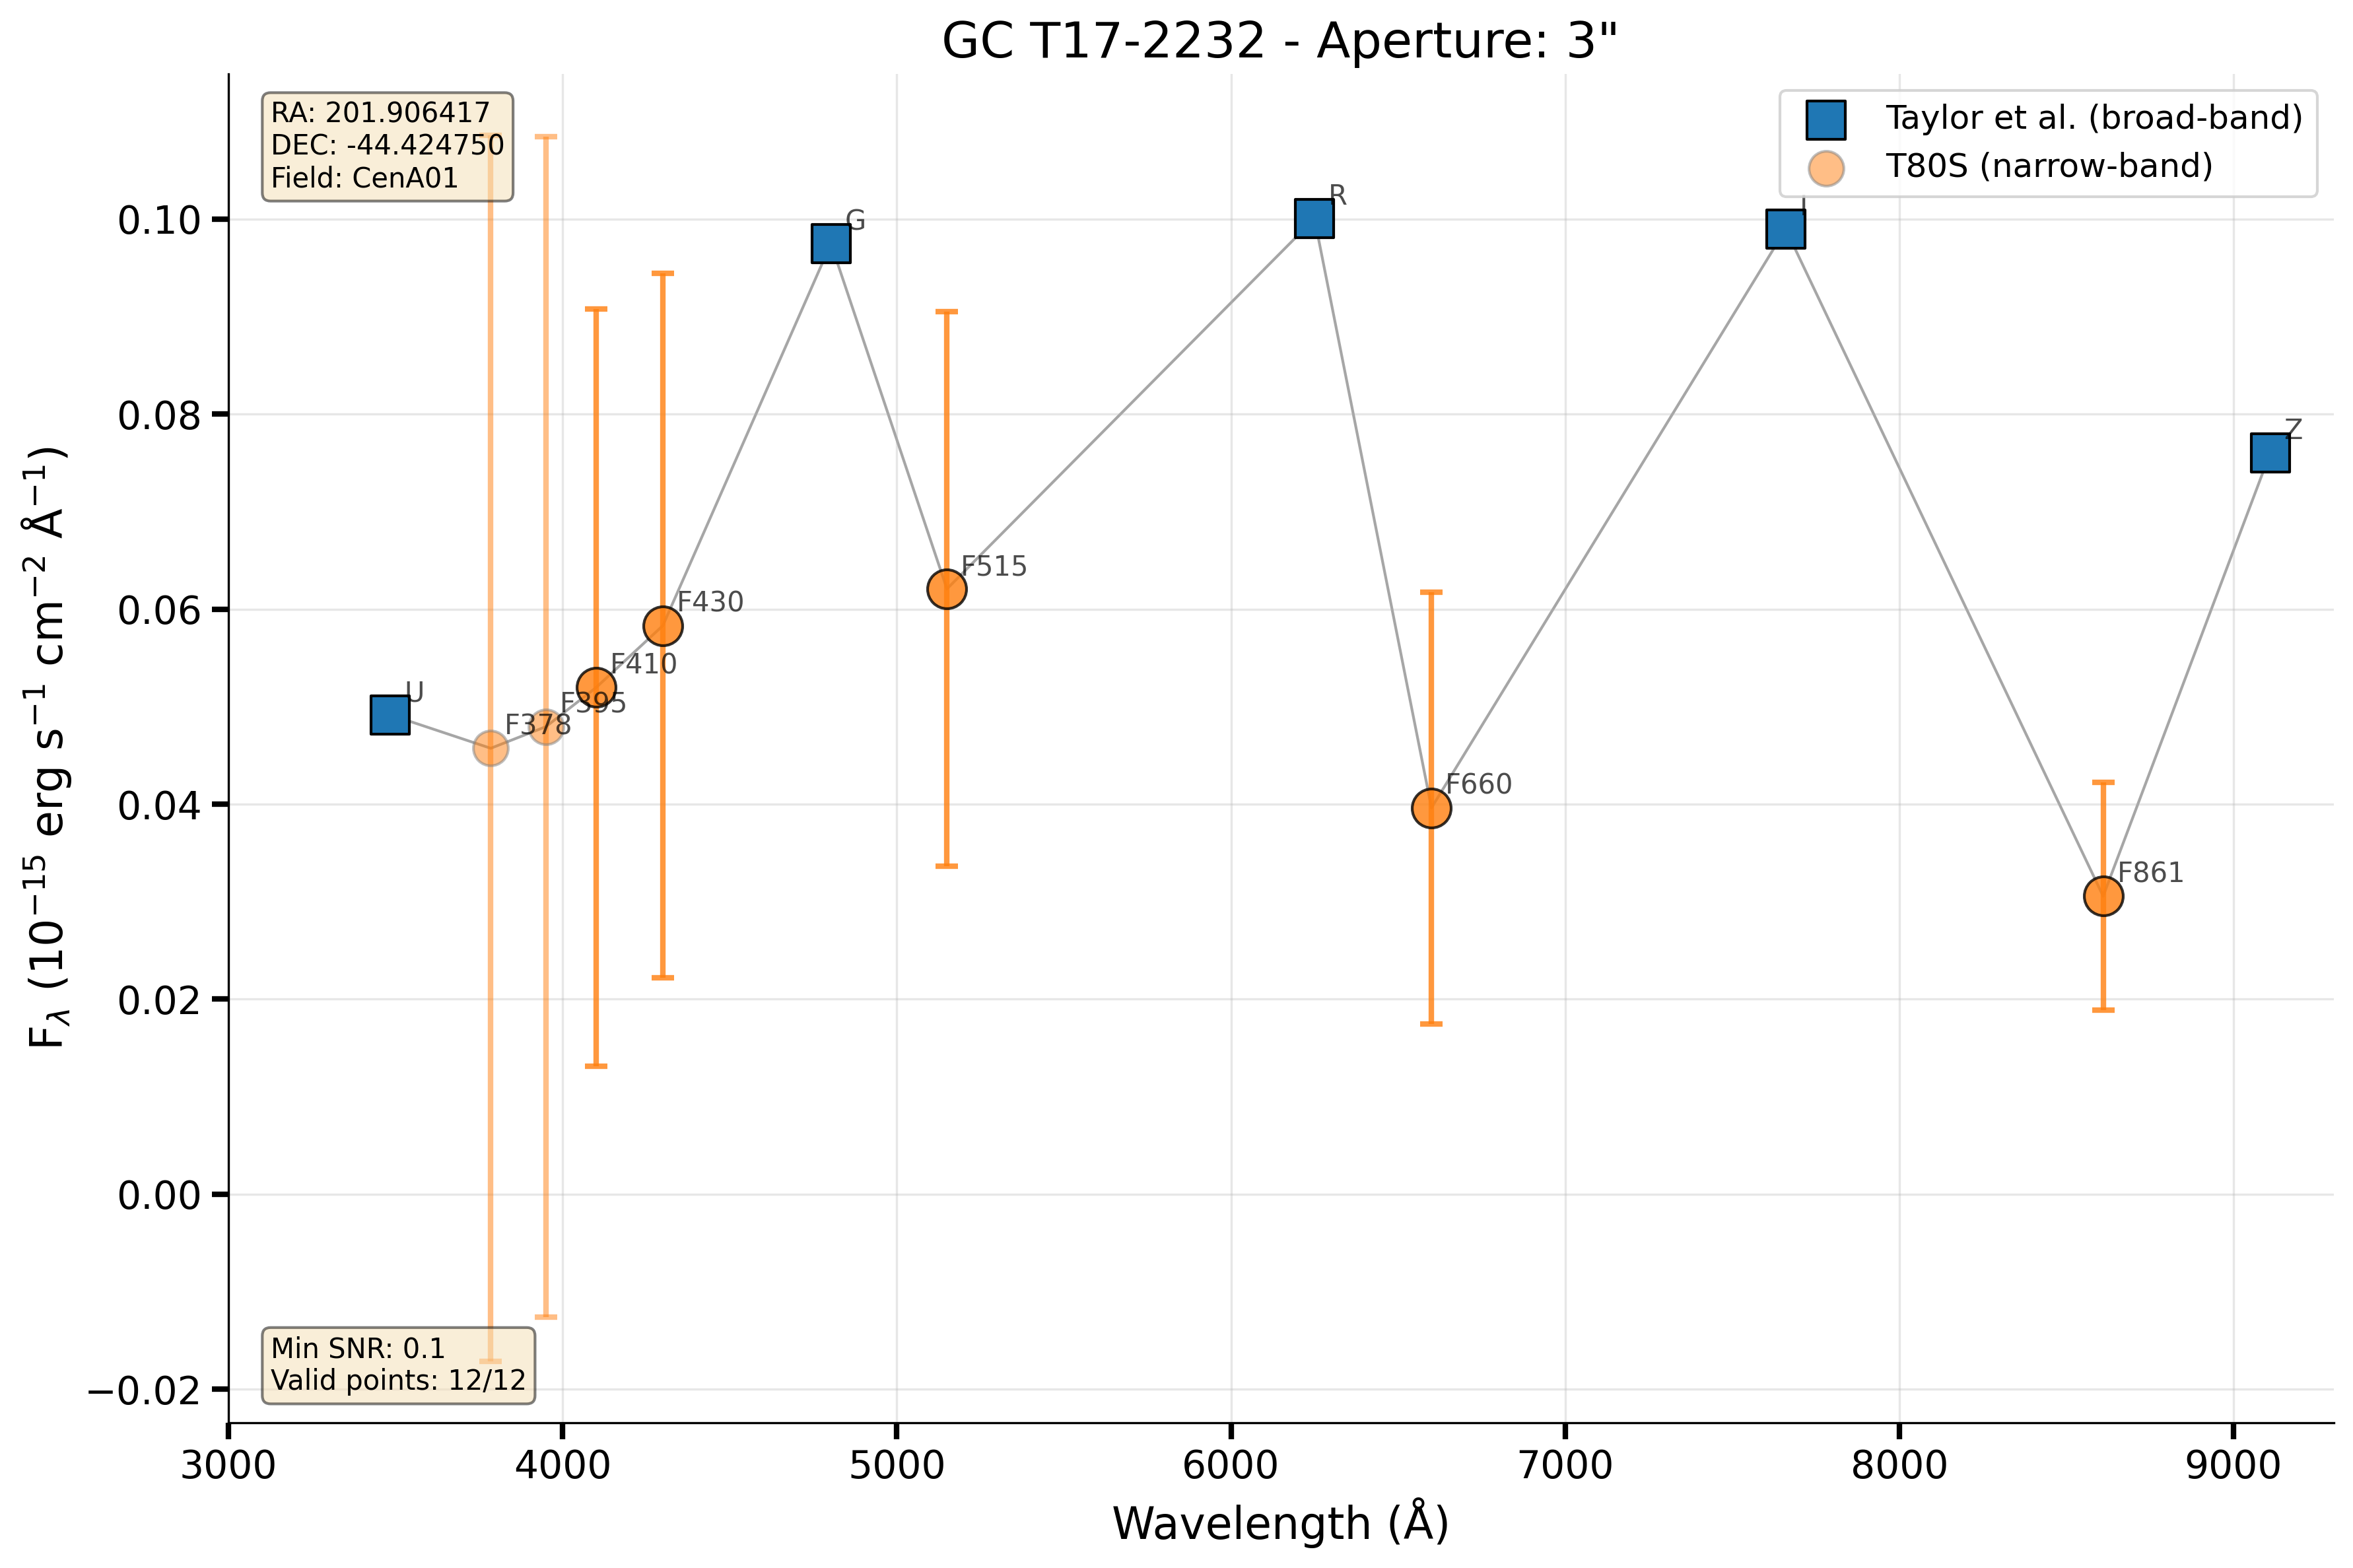 GC T17-2232 - Aperture: 3"
RA: 201.906417
DEC: -44.424750
Field: CenA01
Taylor et al. (broad-band)
T80S (narrow-band)
F_λ (10^−15 erg s^−1 cm^−2 Å^−1)
0.10
0.08
0.06
0.04
0.02
0.00
−0.02
U
F378
F395
F410
F430
G
F515
R
F660
F861
Z
Min SNR: 0.1
Valid points: 12/12
3000
4000
5000
6000
7000
8000
9000
Wavelength (Å)